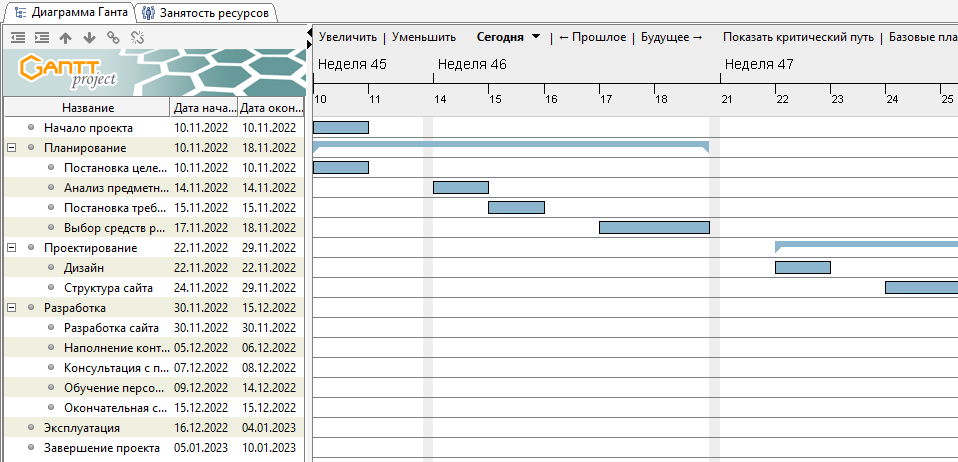 Диаграмма Ганта Занятость ресурсов
Увеличить | Уменьшить Сегодня | ← Прошлое | Будущее → Показать критический путь | Базовые пла
GANTT project
Неделя 45 Неделя 46 Неделя 47
Название Дата нача... Дата окон...
10 11 14 15 16 17 18 21 22 23 24 25
Начало проекта 10.11.2022 10.11.2022
Планирование 10.11.2022 18.11.2022
Постановка целе... 10.11.2022 10.11.2022
Анализ предметн... 14.11.2022 14.11.2022
Постановка треб... 15.11.2022 15.11.2022
Выбор средств р... 17.11.2022 18.11.2022
Проектирование 22.11.2022 29.11.2022
Дизайн 22.11.2022 22.11.2022
Структура сайта 24.11.2022 29.11.2022
Разработка 30.11.2022 15.12.2022
Разработка сайта 30.11.2022 30.11.2022
Наполнение конт... 05.12.2022 06.12.2022
Консультация с п... 07.12.2022 08.12.2022
Обучение персо... 09.12.2022 14.12.2022
Окончательная с... 15.12.2022 15.12.2022
Эксплуатация 16.12.2022 04.01.2023
Завершение проекта 05.01.2023 10.01.2023